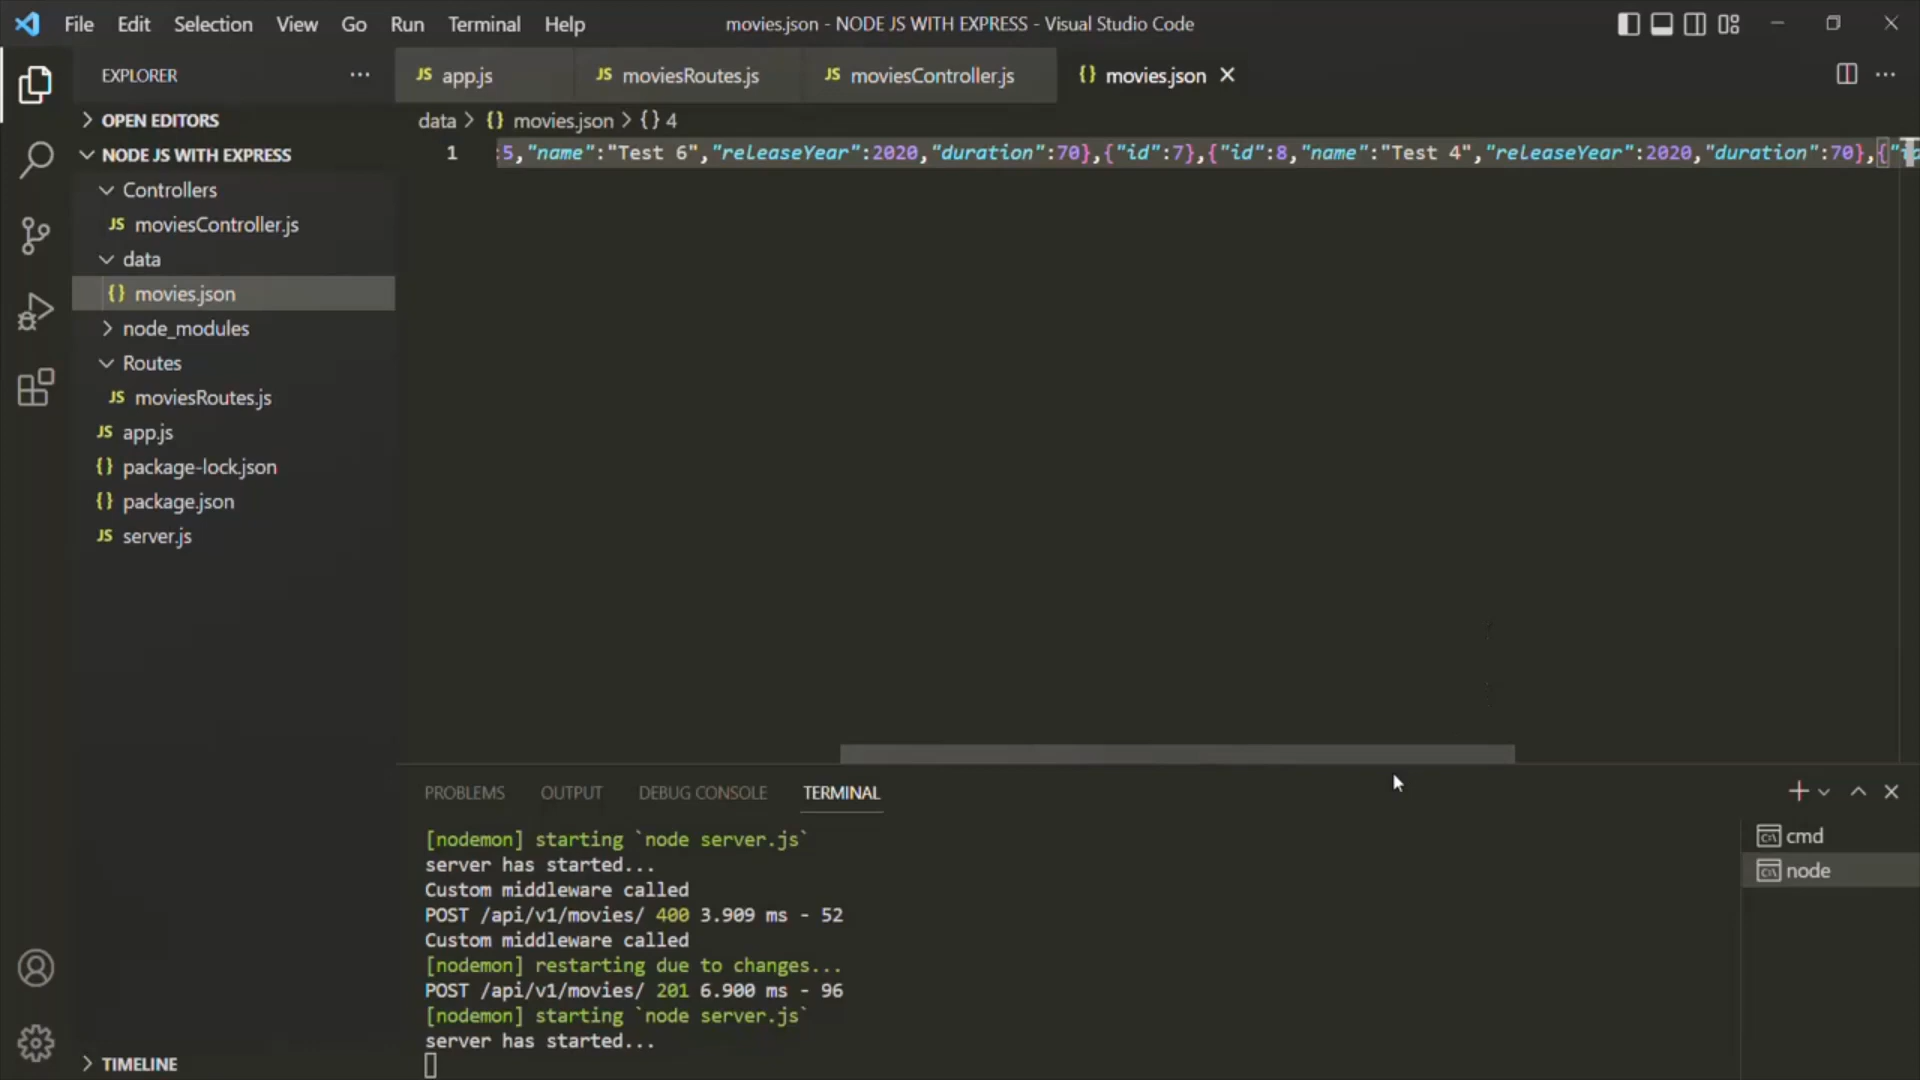 File Edit Selection View Go Run Terminal Help
movies.json - NODE JS WITH EXPRESS - Visual Studio Code
EXPLORER
OPEN EDITORS
NODE JS WITH EXPRESS
Controllers
JS moviesController.js
data
{} movies.json
node_modules
Routes
JS moviesRoutes.js
JS app.js
{} package-lock.json
{} package.json
JS server.js
TIMELINE
JS app.js JS moviesRoutes.js JS moviesController.js {} movies.json
data > {} movies.json > {} 4
1 :5,"name":"Test 6","releaseYear":2020,"duration":70},{"id":7},{"id":8,"name":"Test 4","releaseYear":2020,"duration":70},{
PROBLEMS OUTPUT DEBUG CONSOLE TERMINAL
[nodemon] starting `node server.js`
server has started...
Custom middleware called
POST /api/v1/movies/ 400 3.909 ms - 52
Custom middleware called
[nodemon] restarting due to changes...
POST /api/v1/movies/ 201 6.900 ms - 96
[nodemon] starting `node server.js`
server has started...
cmd
node